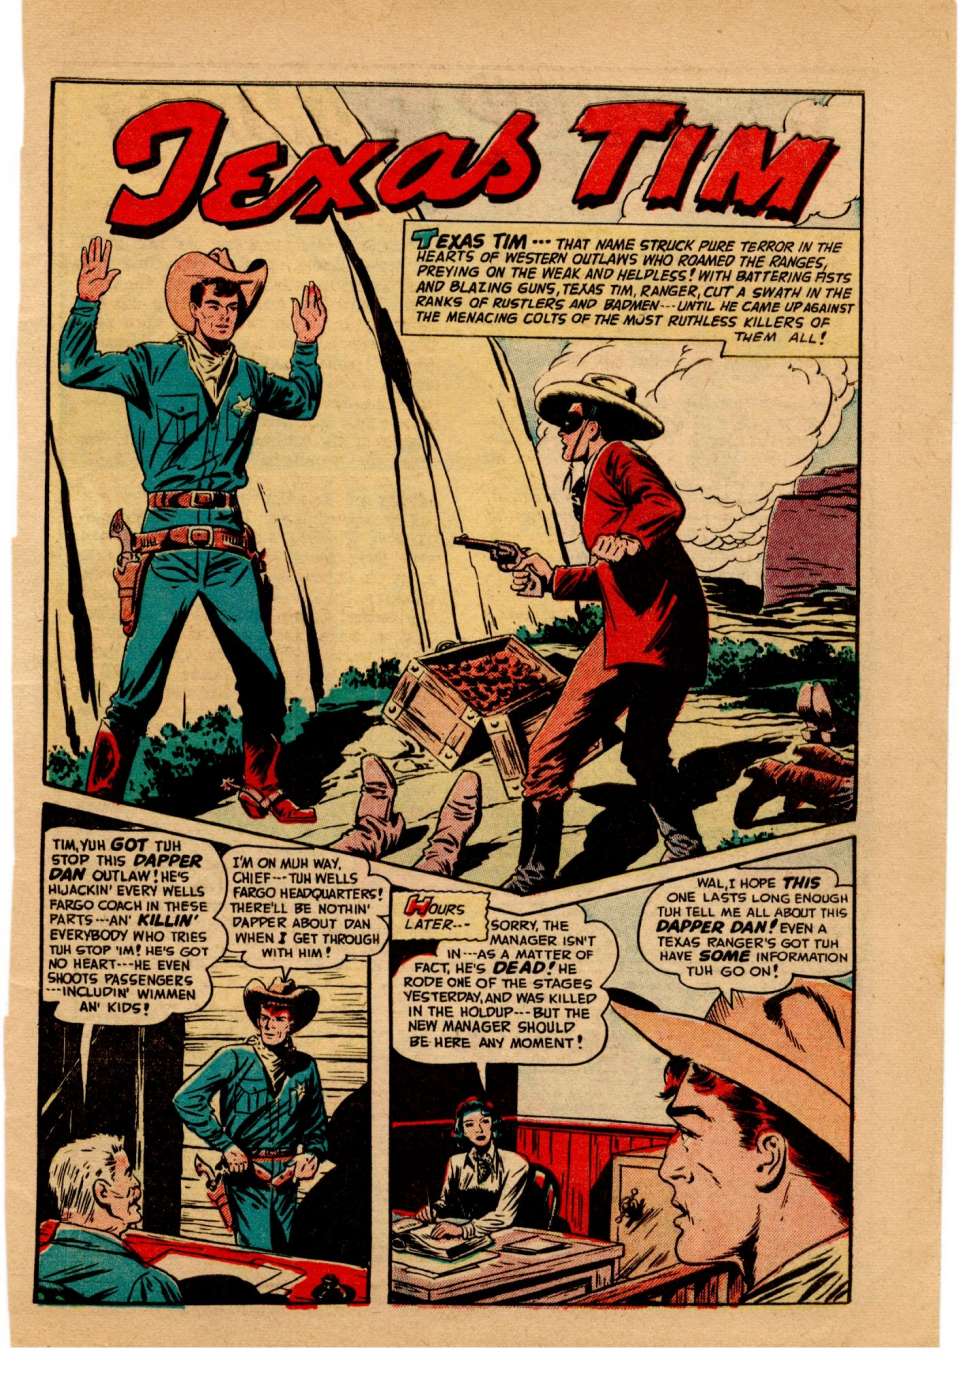 TEXAS TIM
TEXAS TIM --- THAT NAME STRUCK PURE TERROR IN THE
HEARTS OF WESTERN OUTLAWS WHO ROAMED THE RANGES,
PREYING ON THE WEAK AND HELPLESS! WITH BATTERING FISTS
AND BLAZING GUNS, TEXAS TIM, RANGER, CUT A SWATH IN THE
RANKS OF RUSTLERS AND BADMEN---UNTIL HE CAME UP AGAINST
THE MENACING COLTS OF THE MOST RUTHLESS KILLERS OF
THEM ALL!
TIM, YUH GOT TUH
STOP THIS DAPPER
DAN OUTLAW! HE'S
HIJACKIN' EVERY WELLS
FARGO COACH IN THESE
PARTS---AN' KILLIN'
EVERYBODY WHO TRIES
TUH STOP 'IM! HE'S GOT
NO HEART---HE EVEN
SHOOTS PASSENGERS
---INCLUDIN' WIMMEN
AN' KIDS!
I'M ON MUH WAY,
CHIEF---TUH WELLS
FARGO HEADQUARTERS!
THERE'LL BE NOTHIN'
DAPPER ABOUT DAN
WHEN I GET THROUGH
WITH HIM!
HOURS
LATER---
SORRY, THE
MANAGER ISN'T
IN---AS A MATTER OF
FACT, HE'S DEAD! HE
RODE ONE OF THE STAGES
YESTERDAY, AND WAS KILLED
IN THE HOLDUP---BUT THE
NEW MANAGER SHOULD
BE HERE ANY MOMENT!
WAL, I HOPE THIS
ONE LASTS LONG ENOUGH
TUH TELL ME ALL ABOUT THIS
DAPPER DAN! EVEN A
TEXAS RANGER'S GOT TUH
HAVE SOME INFORMATION
TUH GO ON!